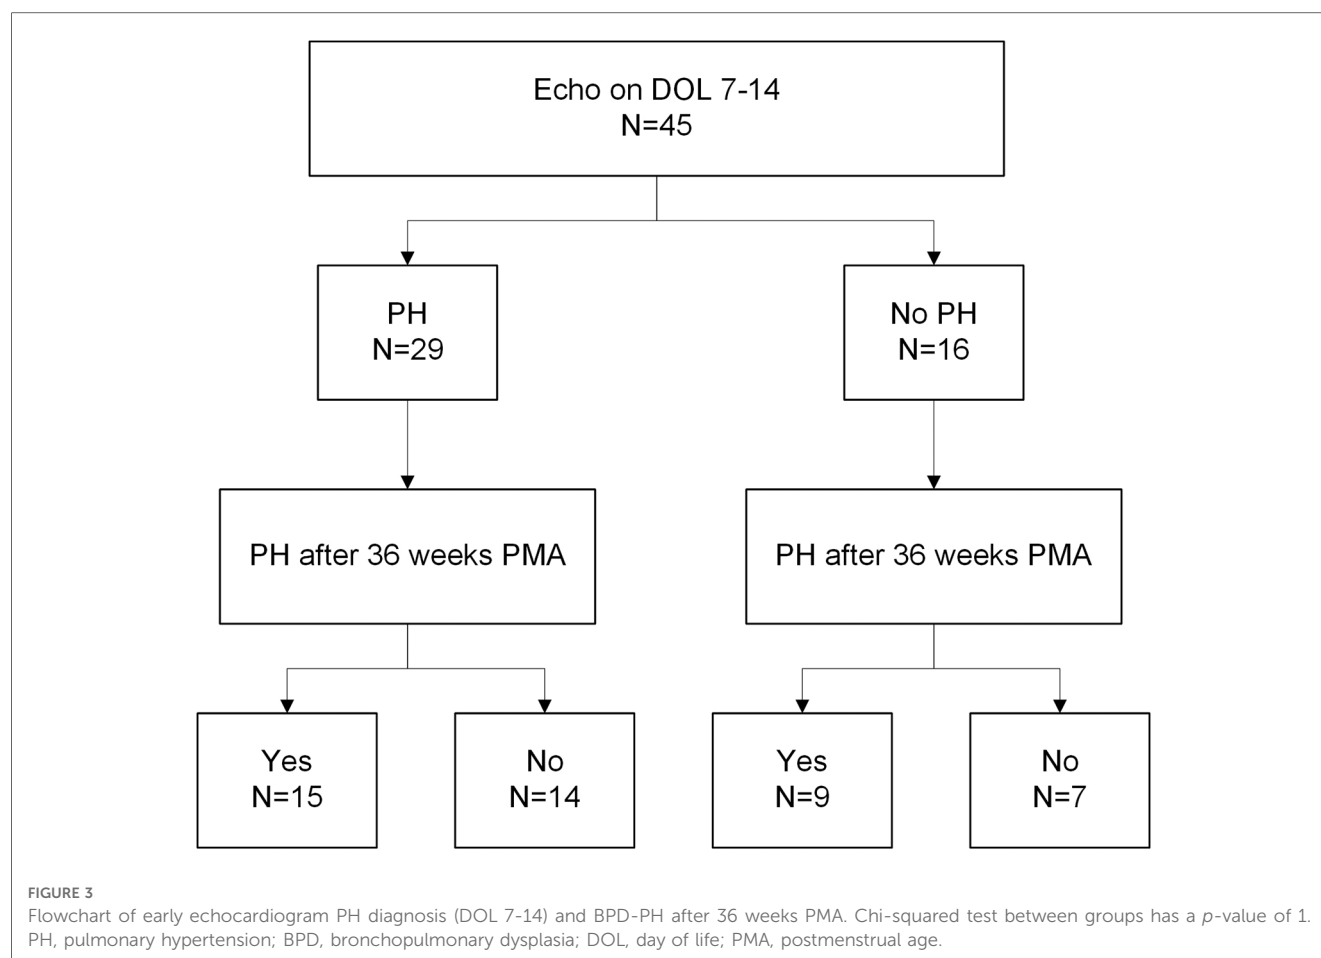 Echo on DOL 7-14
N=45
PH
N=29
No PH
N=16
PH after 36 weeks PMA
PH after 36 weeks PMA
Yes
N=15
No
N=14
Yes
N=9
No
N=7
FIGURE 3
Flowchart of early echocardiogram PH diagnosis (DOL 7-14) and BPD-PH after 36 weeks PMA. Chi-squared test between groups has a p-value of 1.
PH, pulmonary hypertension; BPD, bronchopulmonary dysplasia; DOL, day of life; PMA, postmenstrual age.